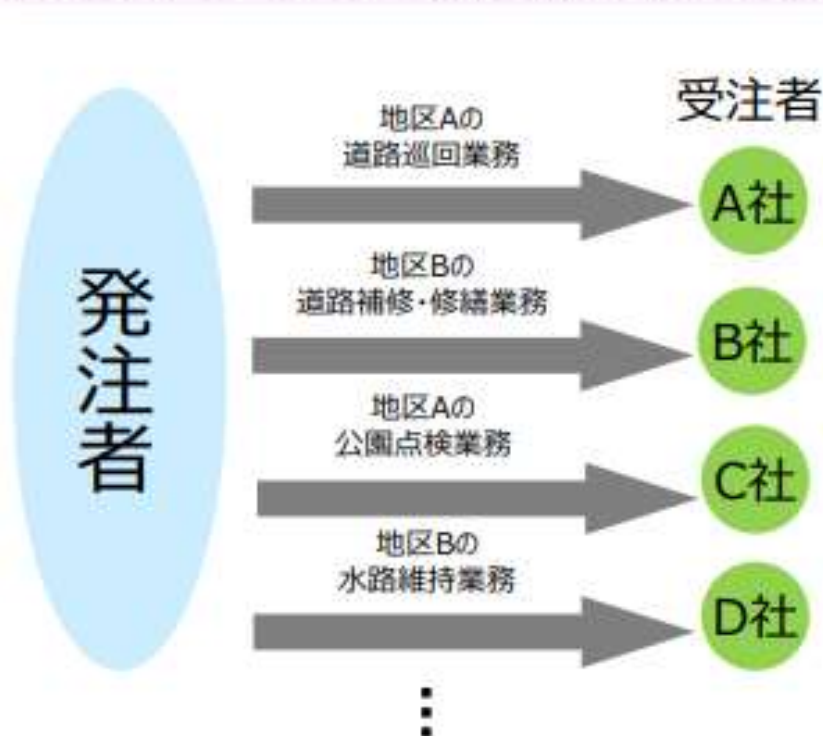 受注者
地区Aの
道路巡回業務
A社
地区Bの
道路補修・修繕業務
B社
発注者
地区Aの
公園点検業務
C社
地区Bの
水路維持業務
D社
⋮